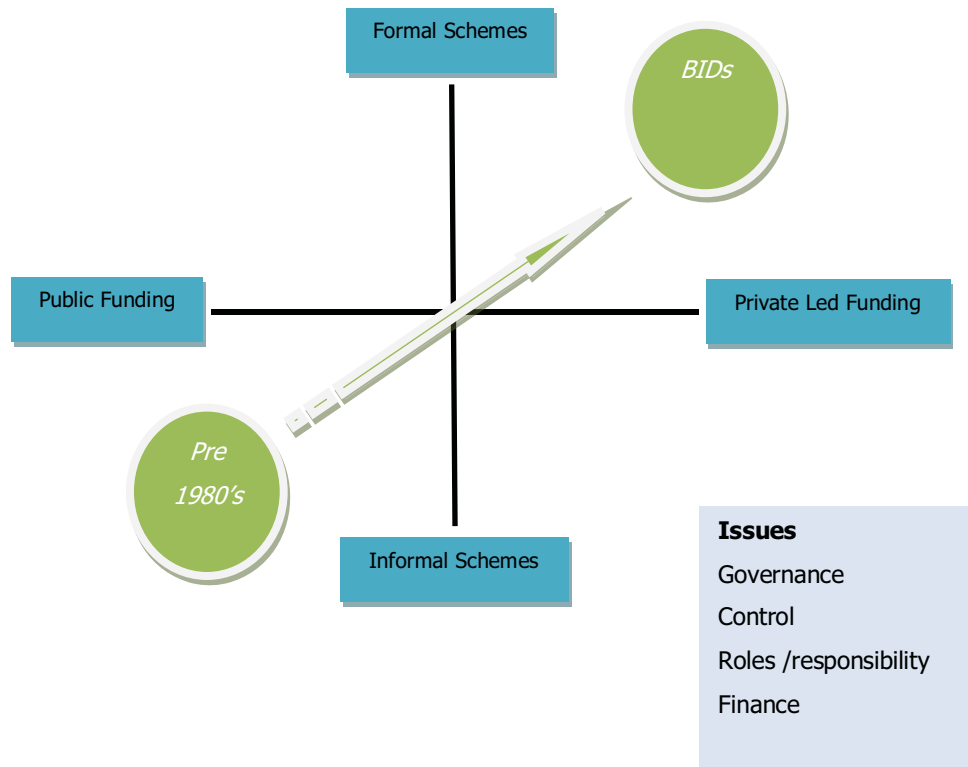 Formal Schemes
BIDs
Public Funding
Private Led Funding
Pre
1980's
Informal Schemes
Issues
Governance
Control
Roles /responsibility
Finance